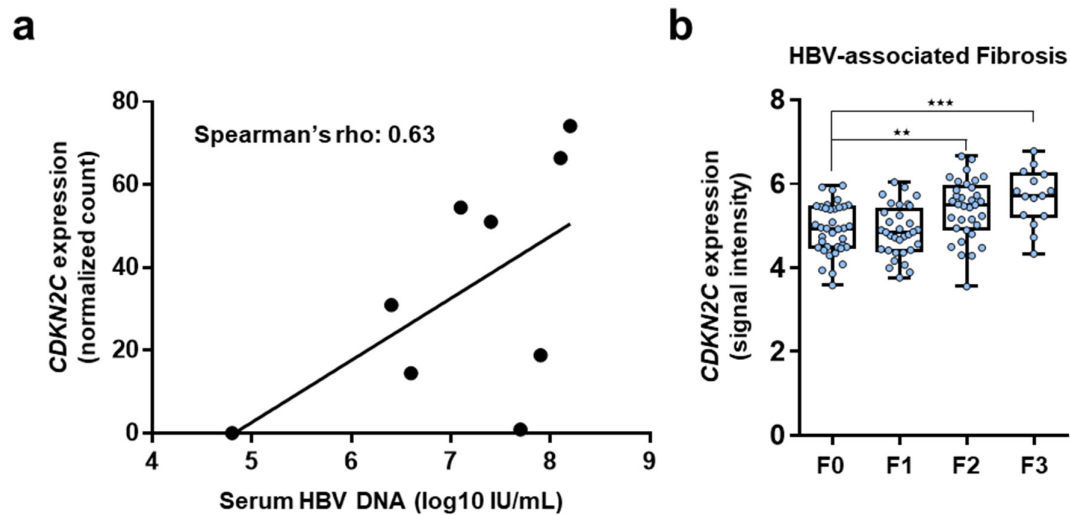 a
Spearman's rho: 0.63
CDKN2C expression
(normalized count)
80
60
40
20
0
4 5 6 7 8 9
Serum HBV DNA (log10 IU/mL)
b
HBV-associated Fibrosis
CDKN2C expression
(signal intensity)
8
6
4
2
0
***
**
F0 F1 F2 F3